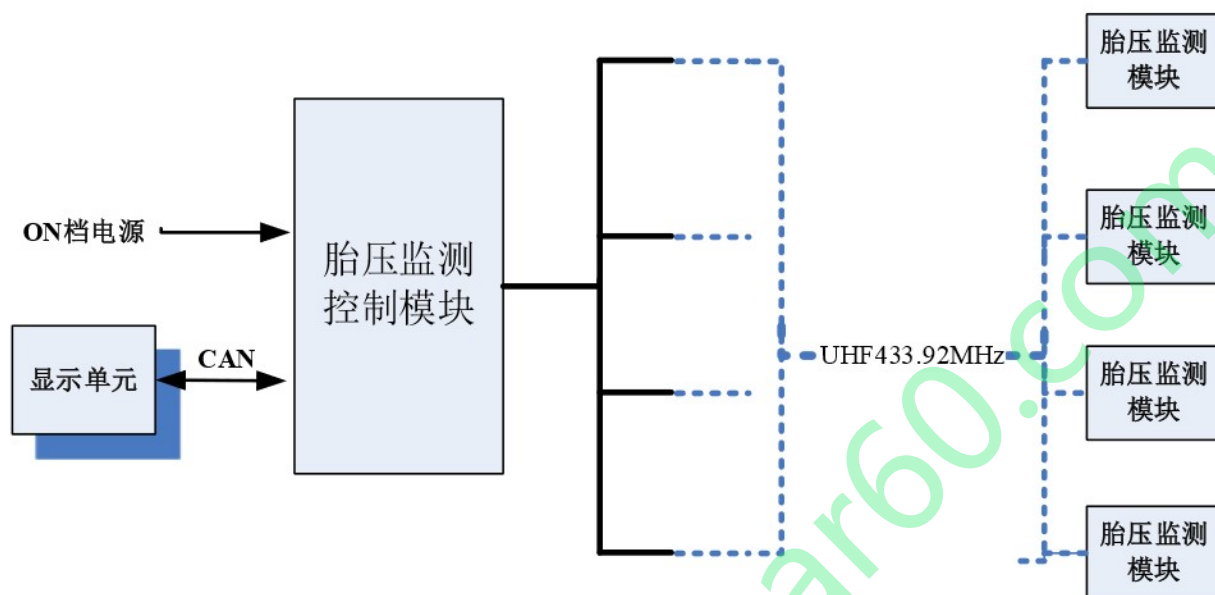 胎压监测
模块
胎压监测
模块
ON档电源
胎压监测
控制模块
CAN
显示单元
UHF433.92MHz
胎压监测
模块
胎压监测
模块
ar60.com